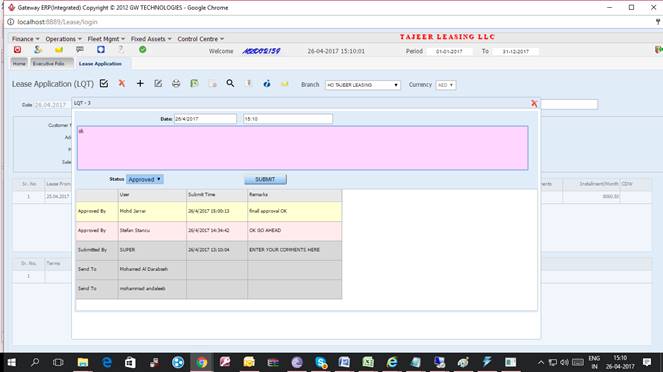 Gateway ERP(Integrated) Copyright © 2012 GW TECHNOLOGIES - Google Chrome
localhost:8889/Lease/login
Finance Operations Fleet Mgmt Fixed Assets Control Centre
TAJEER LEASING LLC
Welcome 26-04-2017 15:10:01 Period 01-01-2017 To 31-12-2017
Home Executive Folio Lease Application
Lease Application (LQT) Branch HO TAJEER LEASING Currency AED
Date 26.04.2017
LQT - 3
Date: 26/4/2017 15:10
ok
Customer
Sale
Status Approved SUBMIT
Sr. No Lease From Installment/Month CDW
1 25.04.2017
User Submit Time Remarks
Approved By Mohd Jarrar 26/4/2017 15:00:13 finall approval OK
Approved By Stefan Stancu 26/4/2017 14:34:42 OK GO AHEAD
Submitted By SUPER 26/4/2017 13:10:04 ENTER YOUR COMMENTS HERE
Send To Mohamed Al Darabseh
Send To mohammed andaleeb
Sr. No. Terms
1
ENG 15:10
IN 26-04-2017